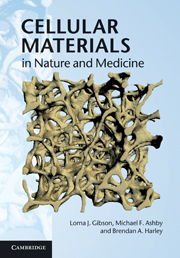 CELLULAR
MATERIALS
in Nature and Medicine
Lorna J. Gibson, Michael F. Ashby
and Brendan A. Harley
CAMBRIDGE